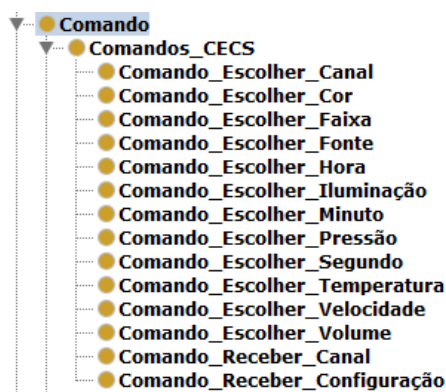 Comando
Comandos_CECS
Comando_Escolher_Canal
Comando_Escolher_Cor
Comando_Escolher_Faixa
Comando_Escolher_Fonte
Comando_Escolher_Hora
Comando_Escolher_Iluminação
Comando_Escolher_Minuto
Comando_Escolher_Pressão
Comando_Escolher_Segundo
Comando_Escolher_Temperatura
Comando_Escolher_Velocidade
Comando_Escolher_Volume
Comando_Receber_Canal
Comando_Receber_Configuração